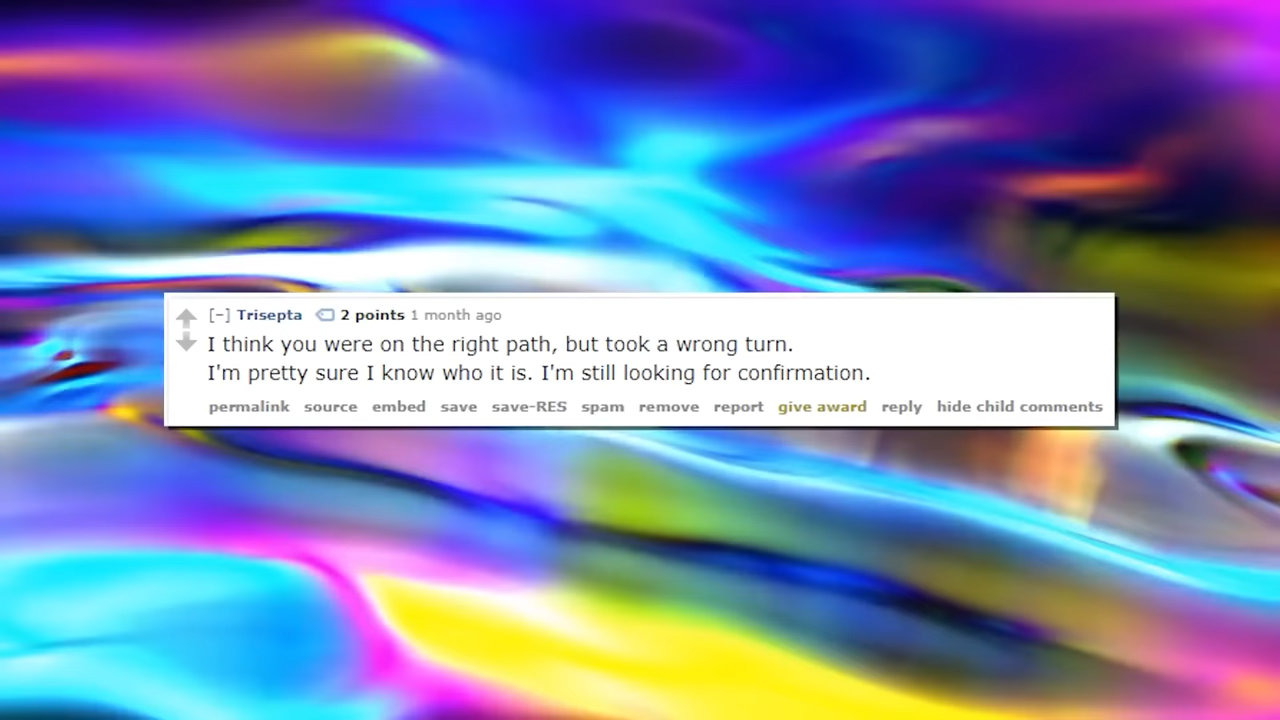 [−] Trisepta 2 points 1 month ago
I think you were on the right path, but took a wrong turn.
I'm pretty sure I know who it is. I'm still looking for confirmation.
permalink source embed save save-RES spam remove report give award reply hide child comments